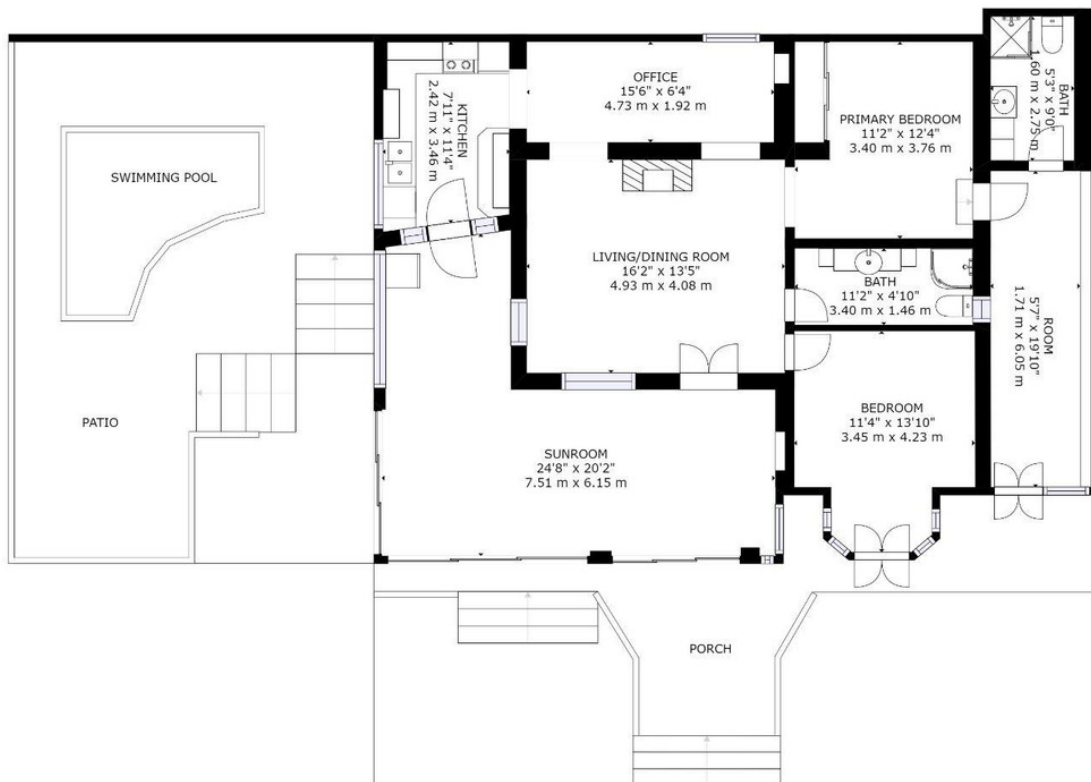 OFFICE
15'6" x 6'4"
4.73 m x 1.92 m
KITCHEN
7'11" x 11'4"
2.42 m x 3.46 m
BATH
5'3" x 9'0"
1.60 m x 2.75 m
PRIMARY BEDROOM
11'2" x 12'4"
3.40 m x 3.76 m
SWIMMING POOL
LIVING/DINING ROOM
16'2" x 13'5"
4.93 m x 4.08 m
BATH
11'2" x 4'10"
3.40 m x 1.46 m
ROOM
5'7" x 19'10"
1.71 m x 6.05 m
PATIO
BEDROOM
11'4" x 13'10"
3.45 m x 4.23 m
SUNROOM
24'8" x 20'2"
7.51 m x 6.15 m
PORCH